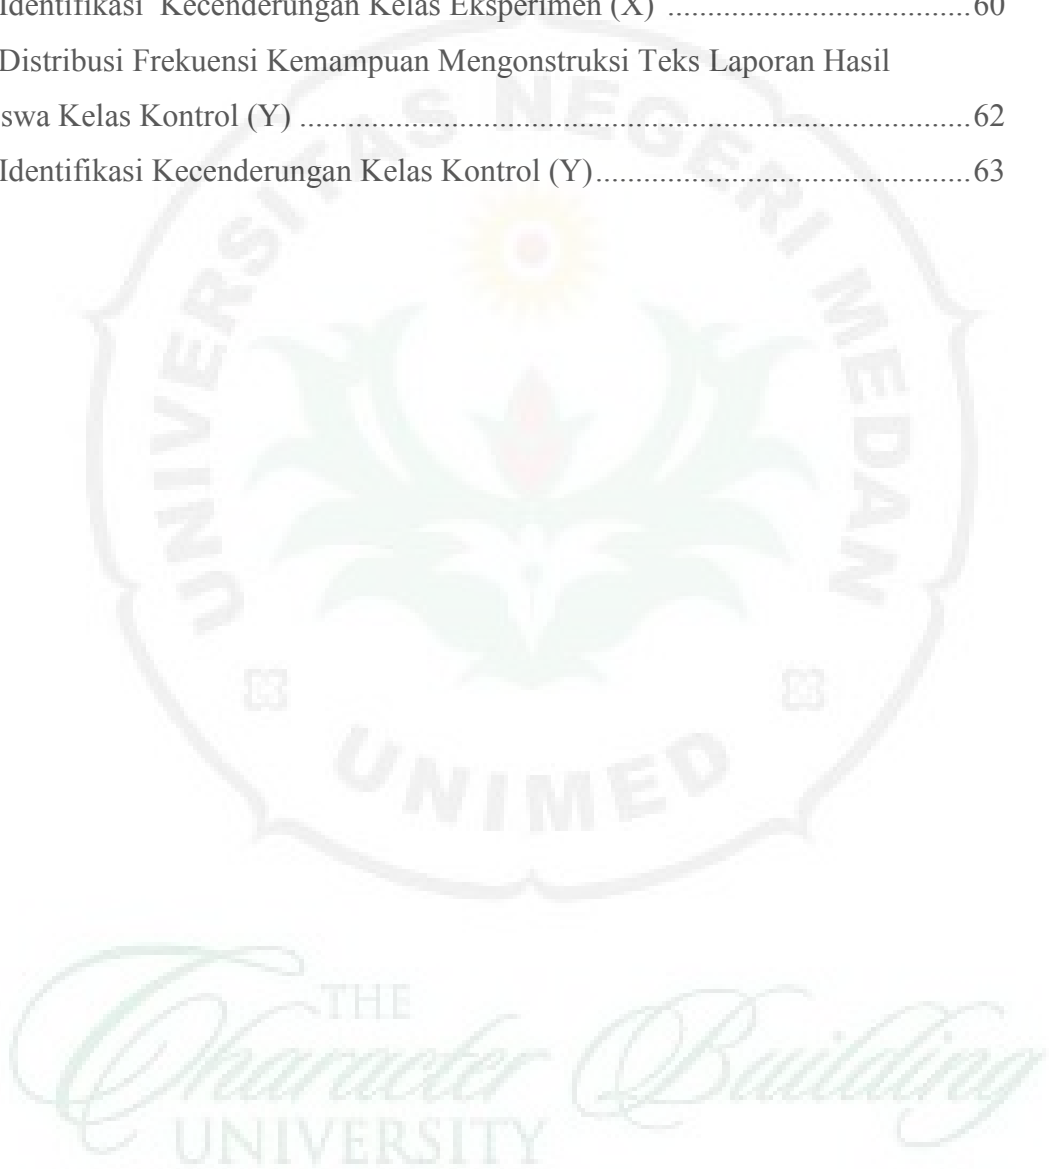 Identifikasi Kecenderungan Kelas Eksperimen (X) ......................................60
Distribusi Frekuensi Kemampuan Mengonstruksi Teks Laporan Hasil
swa Kelas Kontrol (Y) ....................................................................................62
Identifikasi Kecenderungan Kelas Kontrol (Y)...............................................63
UNIVERSITAS NEGERI MEDAN
UNIMED
THE
Character Building
UNIVERSITY